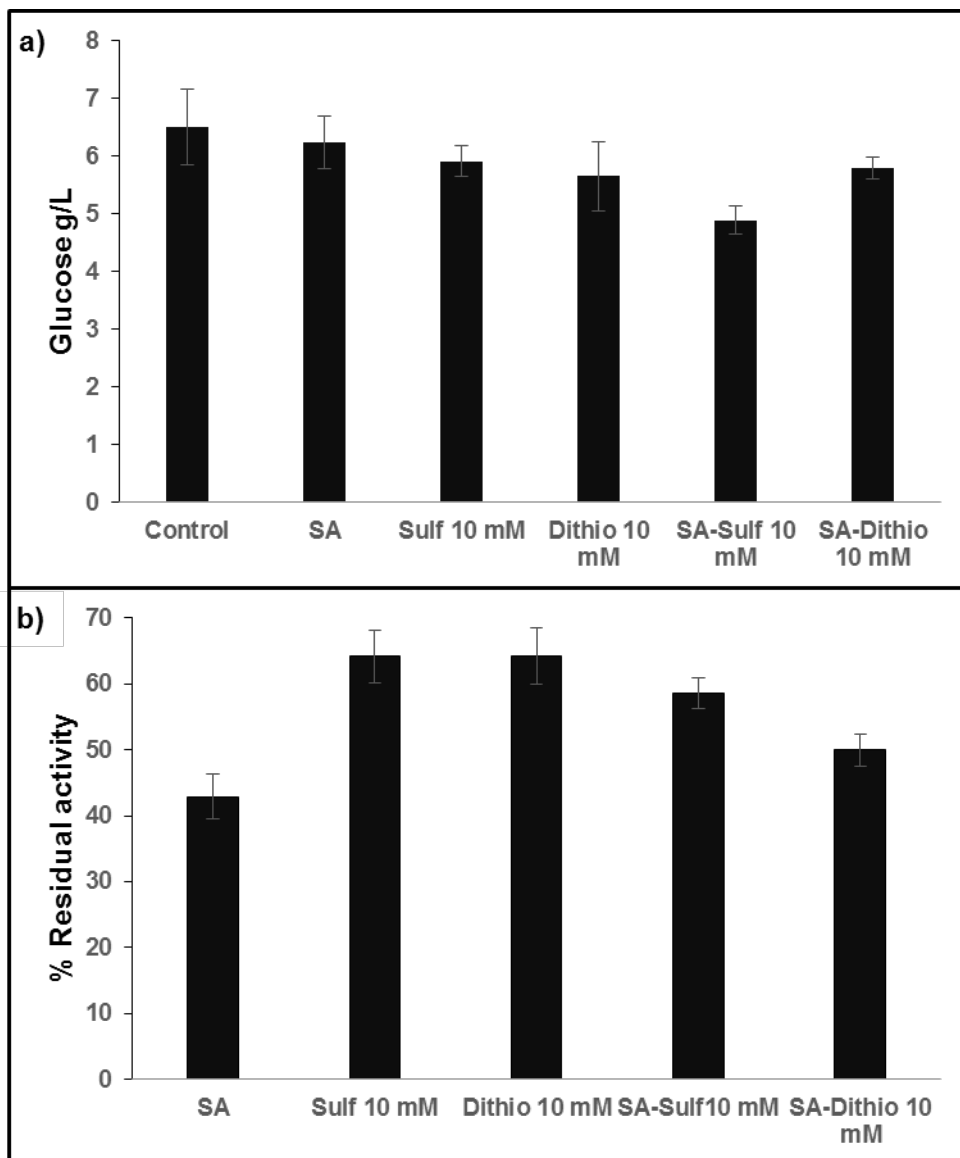 a)
Glucose g/L
8
7
6
5
4
3
2
1
0
Control
SA
Sulf 10 mM
Dithio 10
mM
SA-Sulf 10
mM
SA-Dithio
10 mM
b)
% Residual activity
70
60
50
40
30
20
10
0
SA
Sulf 10 mM
Dithio 10 mM
SA-Sulf10 mM
SA-Dithio 10
mM